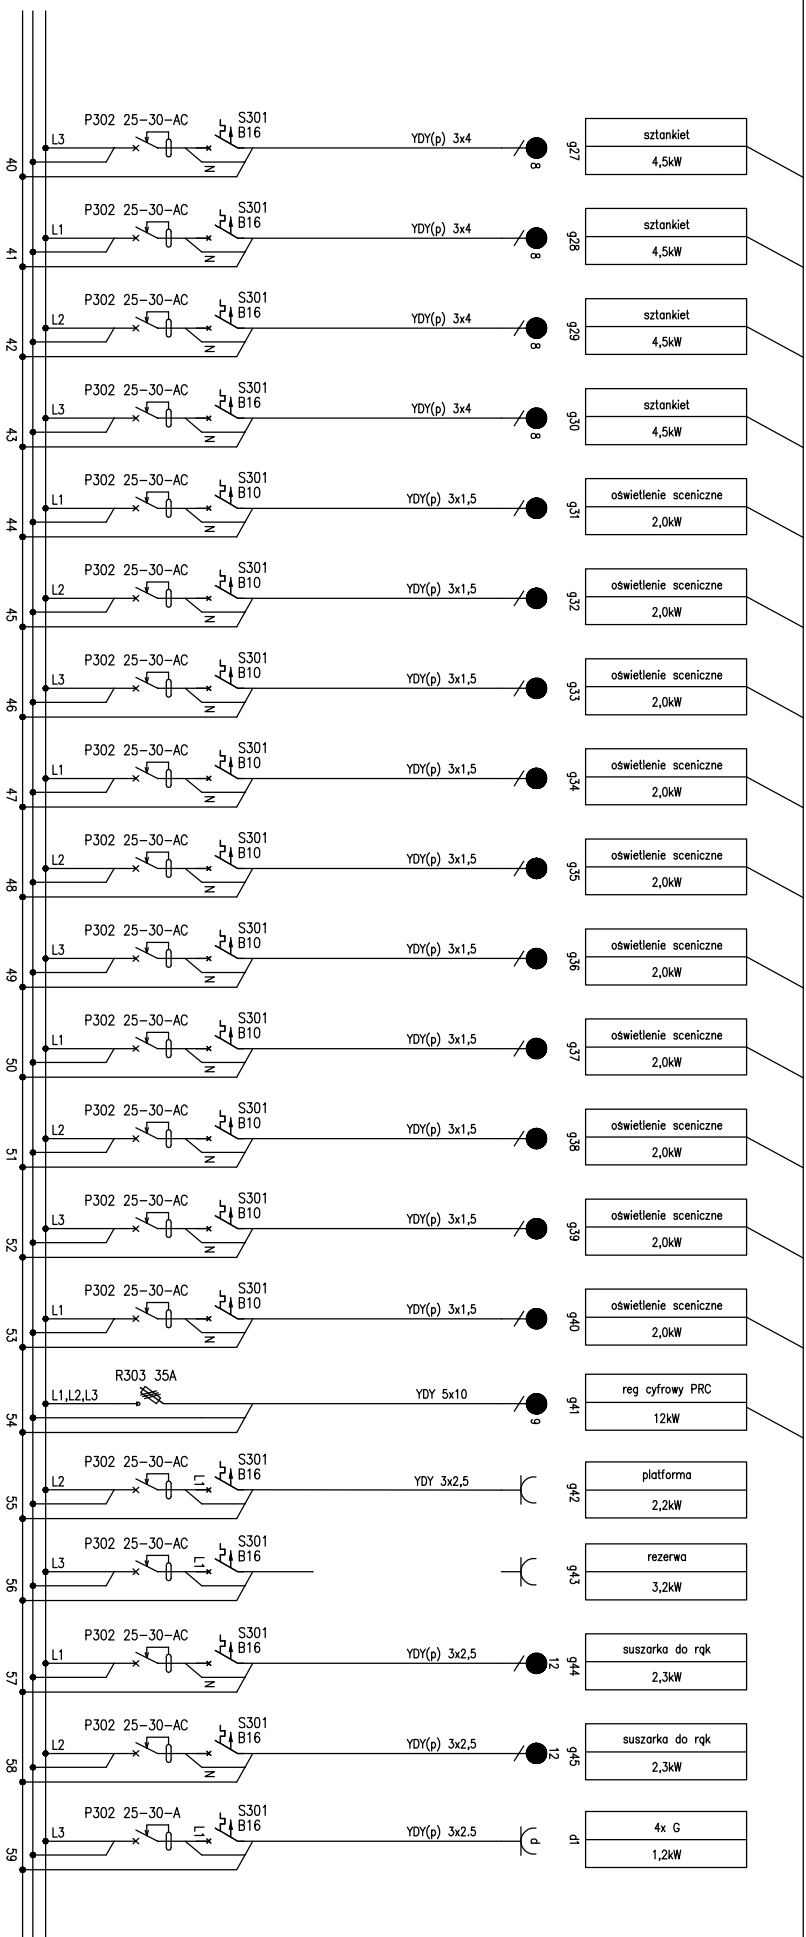 P302 25-30-AC
S301
B16
L3
YDY(p) 3x4
N
40
8
g27
sztankiet
4,5kW
P302 25-30-AC
S301
B16
L1
YDY(p) 3x4
N
41
8
g28
sztankiet
4,5kW
P302 25-30-AC
S301
B16
L2
YDY(p) 3x4
N
42
8
g29
sztankiet
4,5kW
P302 25-30-AC
S301
B16
L3
YDY(p) 3x4
N
43
8
g30
sztankiet
4,5kW
P302 25-30-AC
S301
B10
L1
YDY(p) 3x1,5
N
44
g31
oświetlenie sceniczne
2,0kW
P302 25-30-AC
S301
B10
L2
YDY(p) 3x1,5
N
45
g32
oświetlenie sceniczne
2,0kW
P302 25-30-AC
S301
B10
L3
YDY(p) 3x1,5
N
46
g33
oświetlenie sceniczne
2,0kW
P302 25-30-AC
S301
B10
L1
YDY(p) 3x1,5
N
47
g34
oświetlenie sceniczne
2,0kW
P302 25-30-AC
S301
B10
L2
YDY(p) 3x1,5
N
48
g35
oświetlenie sceniczne
2,0kW
P302 25-30-AC
S301
B10
L3
YDY(p) 3x1,5
N
49
g36
oświetlenie sceniczne
2,0kW
P302 25-30-AC
S301
B10
L1
YDY(p) 3x1,5
N
50
g37
oświetlenie sceniczne
2,0kW
P302 25-30-AC
S301
B10
L2
YDY(p) 3x1,5
N
51
g38
oświetlenie sceniczne
2,0kW
P302 25-30-AC
S301
B10
L3
YDY(p) 3x1,5
N
52
g39
oświetlenie sceniczne
2,0kW
P302 25-30-AC
S301
B10
L1
YDY(p) 3x1,5
N
53
g40
oświetlenie sceniczne
2,0kW
R303 35A
L1,L2,L3
YDY 5x10
54
9
g41
reg cyfrowy PRC
12kW
P302 25-30-AC
S301
B16
L2
L1
YDY 3x2,5
55
g42
platforma
2,2kW
P302 25-30-AC
S301
B16
L3
L1
56
g43
rezerwa
3,2kW
P302 25-30-AC
S301
B16
L1
YDY(p) 3x2,5
N
57
12
g44
suszarka do rąk
2,3kW
P302 25-30-AC
S301
B16
L2
YDY(p) 3x2,5
N
58
12
g45
suszarka do rąk
2,3kW
P302 25-30-A
S301
B16
L3
L1
YDY(p) 3x2.5
59
d
d1
4x G
1,2kW